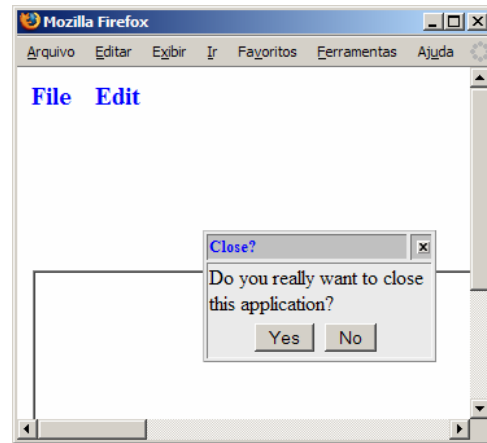 Mozilla Firefox
Arquivo Editar Exibir Ir Favoritos Ferramentas Ajuda
File Edit
Close?
Do you really want to close
this application?
Yes No